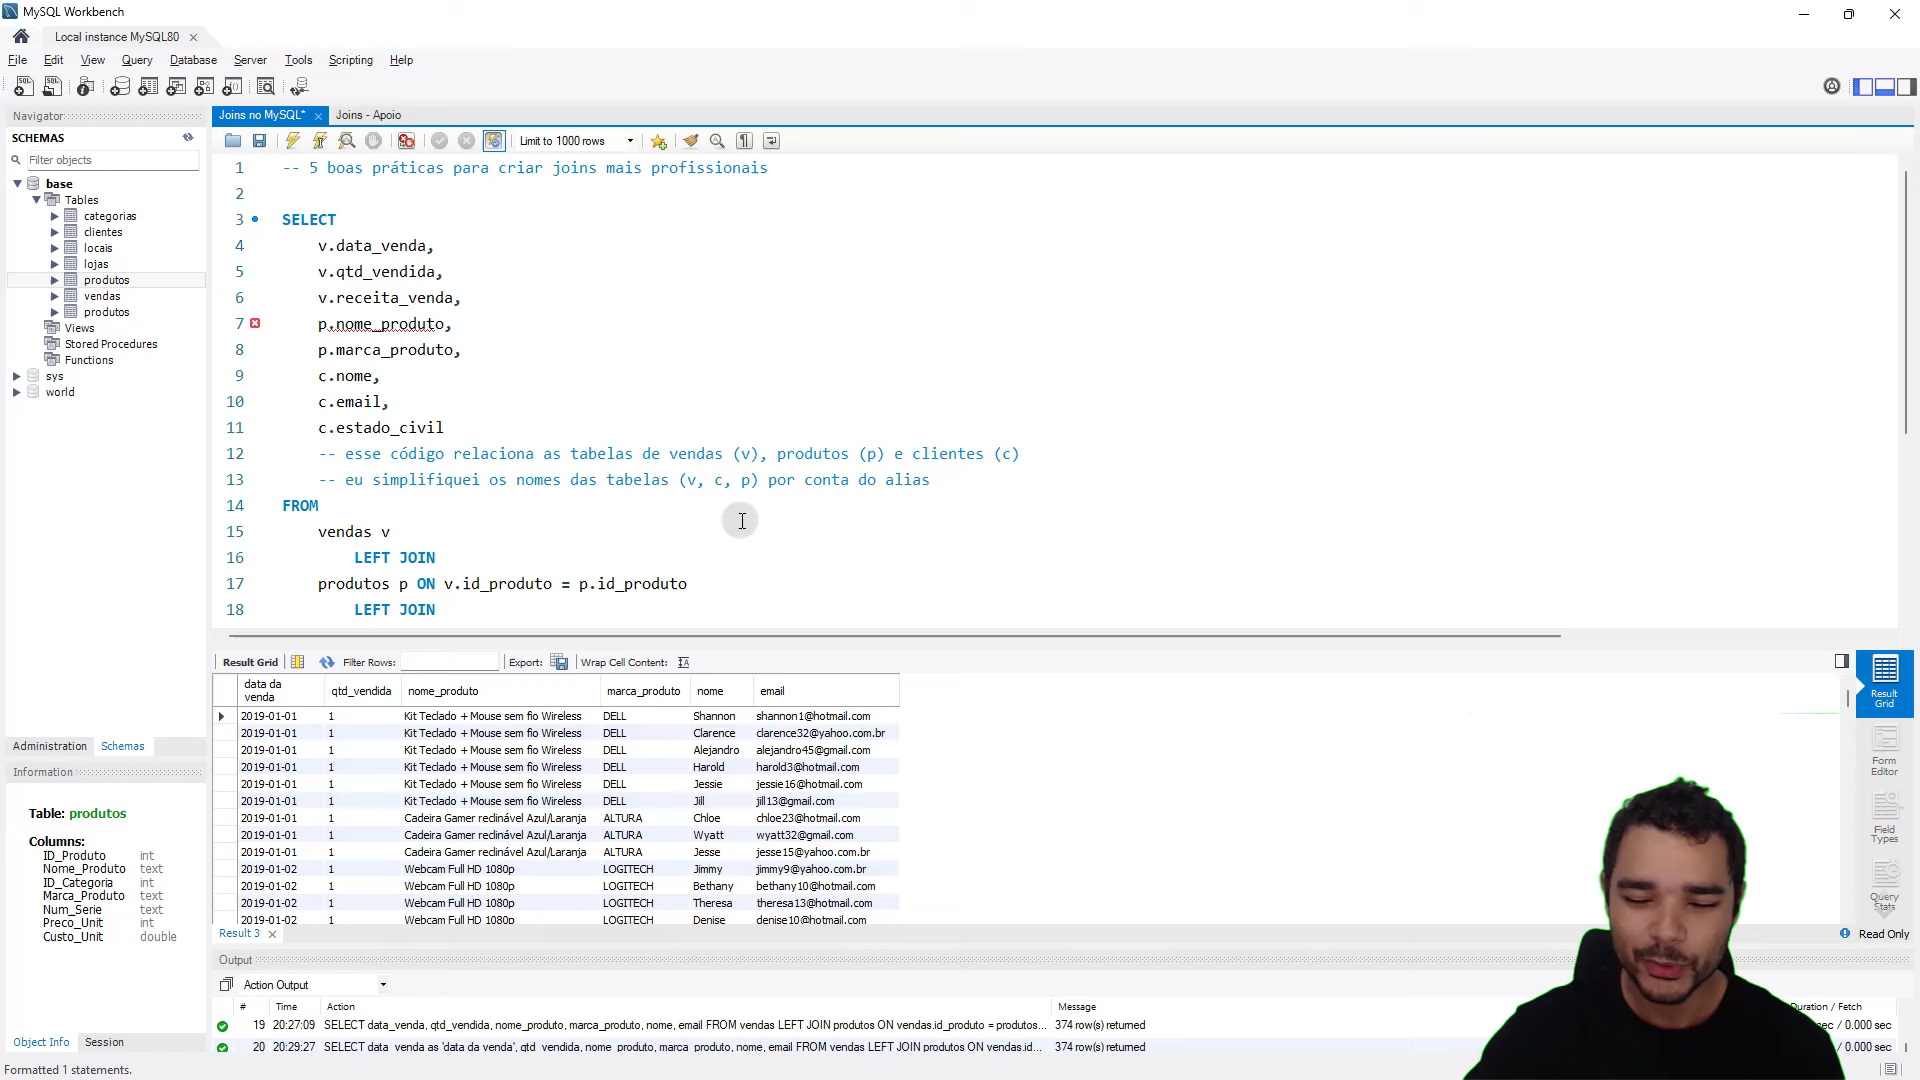 MySQL Workbench
Local instance MySQL80
File Edit View Query Database Server Tools Scripting Help
Navigator
SCHEMAS
Filter objects
base
Tables
categorias
clientes
locais
lojas
produtos
vendas
produtos
Views
Stored Procedures
Functions
sys
world
Administration Schemas
Information
Table: produtos
Columns:
ID_Produto int
Nome_Produto text
ID_Categoria int
Marca_Produto text
Num_Serie text
Preco_Unit int
Custo_Unit double
Object Info Session
Formatted 1 statements.
Joins no MySQL* Joins - Apoio
Limit to 1000 rows
1 -- 5 boas práticas para criar joins mais profissionais
2
3 SELECT
4 v.data_venda,
5 v.qtd_vendida,
6 v.receita_venda,
7 p.nome_produto,
8 p.marca_produto,
9 c.nome,
10 c.email,
11 c.estado_civil
12 -- esse código relaciona as tabelas de vendas (v), produtos (p) e clientes (c)
13 -- eu simplifiquei os nomes das tabelas (v, c, p) por conta do alias
14 FROM
15 vendas v
16 LEFT JOIN
17 produtos p ON v.id_produto = p.id_produto
18 LEFT JOIN
Result Grid Filter Rows: Export: Wrap Cell Content:
data da venda qtd_vendida nome_produto marca_produto nome email
2019-01-01 1 Kit Teclado + Mouse sem fio Wireless DELL Shannon shannon1@hotmail.com
2019-01-01 1 Kit Teclado + Mouse sem fio Wireless DELL Clarence clarence32@yahoo.com.br
2019-01-01 1 Kit Teclado + Mouse sem fio Wireless DELL Alejandro alejandro45@gmail.com
2019-01-01 1 Kit Teclado + Mouse sem fio Wireless DELL Harold harold3@hotmail.com
2019-01-01 1 Kit Teclado + Mouse sem fio Wireless DELL Jessie jessie16@hotmail.com
2019-01-01 1 Kit Teclado + Mouse sem fio Wireless DELL Jill jill13@gmail.com
2019-01-01 1 Cadeira Gamer reclinável Azul/Laranja ALTURA Chloe chloe23@hotmail.com
2019-01-01 1 Cadeira Gamer reclinável Azul/Laranja ALTURA Wyatt wyatt32@gmail.com
2019-01-01 1 Cadeira Gamer reclinável Azul/Laranja ALTURA Jesse jesse15@yahoo.com.br
2019-01-02 1 Webcam Full HD 1080p LOGITECH Jimmy jimmy9@yahoo.com.br
2019-01-02 1 Webcam Full HD 1080p LOGITECH Bethany bethany10@hotmail.com
2019-01-02 1 Webcam Full HD 1080p LOGITECH Theresa theresa13@hotmail.com
2019-01-02 1 Webcam Full HD 1080p LOGITECH Denise denise10@hotmail.com
Result Grid
Form Editor
Field Types
Query Stats
Result 3
Read Only
Output
Action Output
# Time Action Message Duration / Fetch
19 20:27:09 SELECT data_venda, qtd_vendida, nome_produto, marca_produto, nome, email FROM vendas LEFT JOIN produtos ON vendas.id_produto = produtos... 374 row(s) returned sec / 0.000 sec
20 20:29:27 SELECT data_venda as 'data da venda', qtd_vendida, nome_produto, marca_produto, nome, email FROM vendas LEFT JOIN produtos ON vendas.id... 374 row(s) returned / 0.000 sec